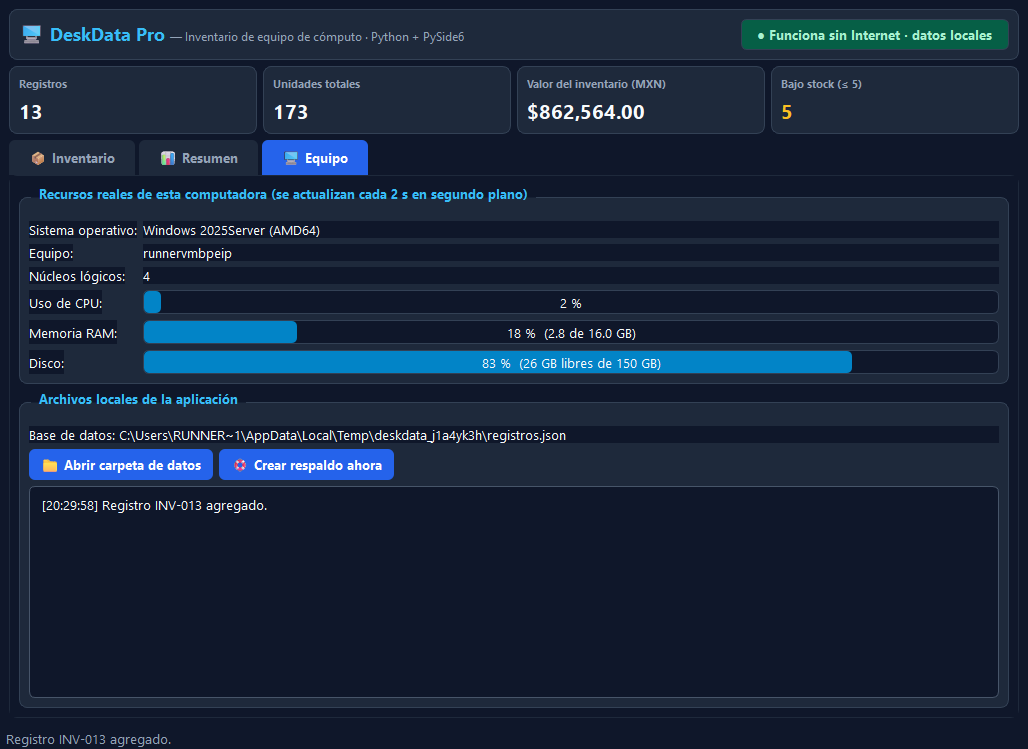 DeskData Pro — Inventario de equipo de cómputo · Python + PySide6
● Funciona sin Internet · datos locales
Registros
13
Unidades totales
173
Valor del inventario (MXN)
$862,564.00
Bajo stock (≤ 5)
5
Inventario
Resumen
Equipo
Recursos reales de esta computadora (se actualizan cada 2 s en segundo plano)
Sistema operativo: Windows 2025Server (AMD64)
Equipo: runnervmbpeip
Núcleos lógicos: 4
Uso de CPU: 2 %
Memoria RAM: 18 % (2.8 de 16.0 GB)
Disco: 83 % (26 GB libres de 150 GB)
Archivos locales de la aplicación
Base de datos: C:\Users\RUNNER~1\AppData\Local\Temp\deskdata_j1a4yk3h\registros.json
Abrir carpeta de datos
Crear respaldo ahora
[20:29:58] Registro INV-013 agregado.
Registro INV-013 agregado.